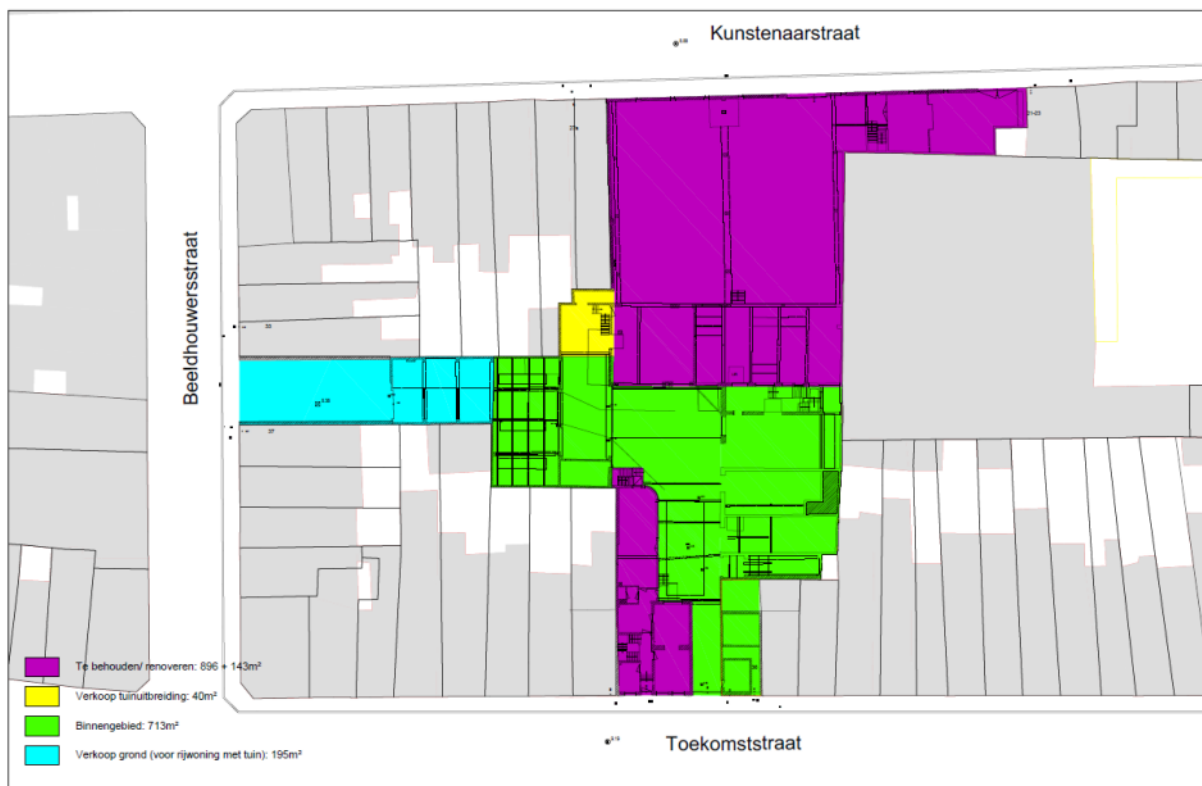 Kunstenaarstraat
Beeldhouwersstraat
Te behouden/ renoveren: 896 + 143m²
Verkoop tuinuitbreiding: 40m²
Binnengebied: 713m²
Verkoop grond (voor rijwoning met tuin): 195m²
Toekomststraat